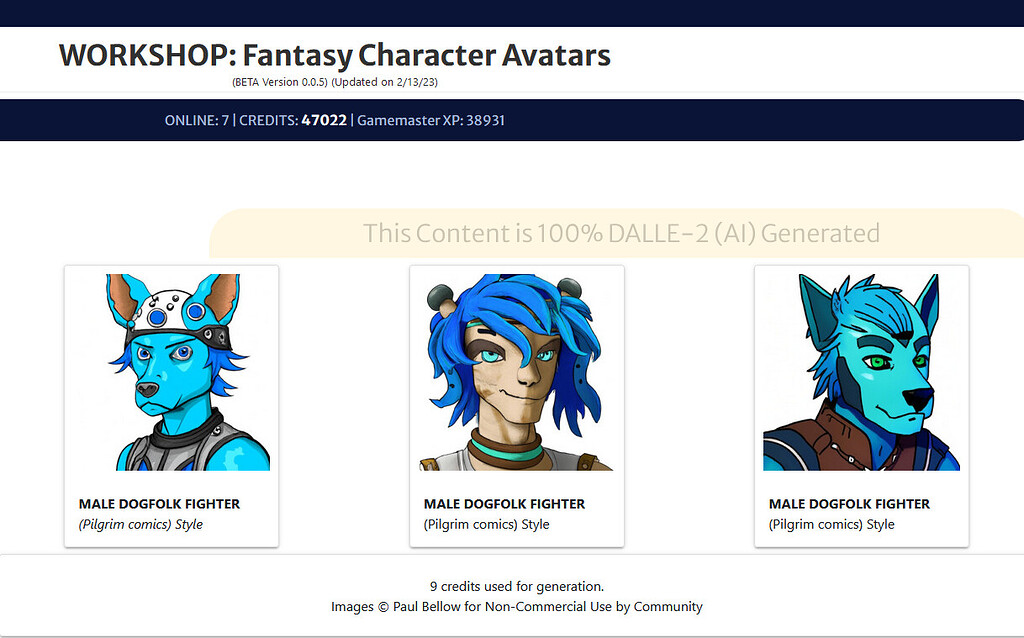 WORKSHOP: Fantasy Character Avatars
(BETA Version 0.0.5) (Updated on 2/13/23)
ONLINE: 7 | CREDITS: 47022 | Gamemaster XP: 38931
This Content is 100% DALLE-2 (AI) Generated
MALE DOGFOLK FIGHTER
(Pilgrim comics) Style
MALE DOGFOLK FIGHTER
(Pilgrim comics) Style
MALE DOGFOLK FIGHTER
(Pilgrim comics) Style
9 credits used for generation.
Images © Paul Bellow for Non-Commercial Use by Community